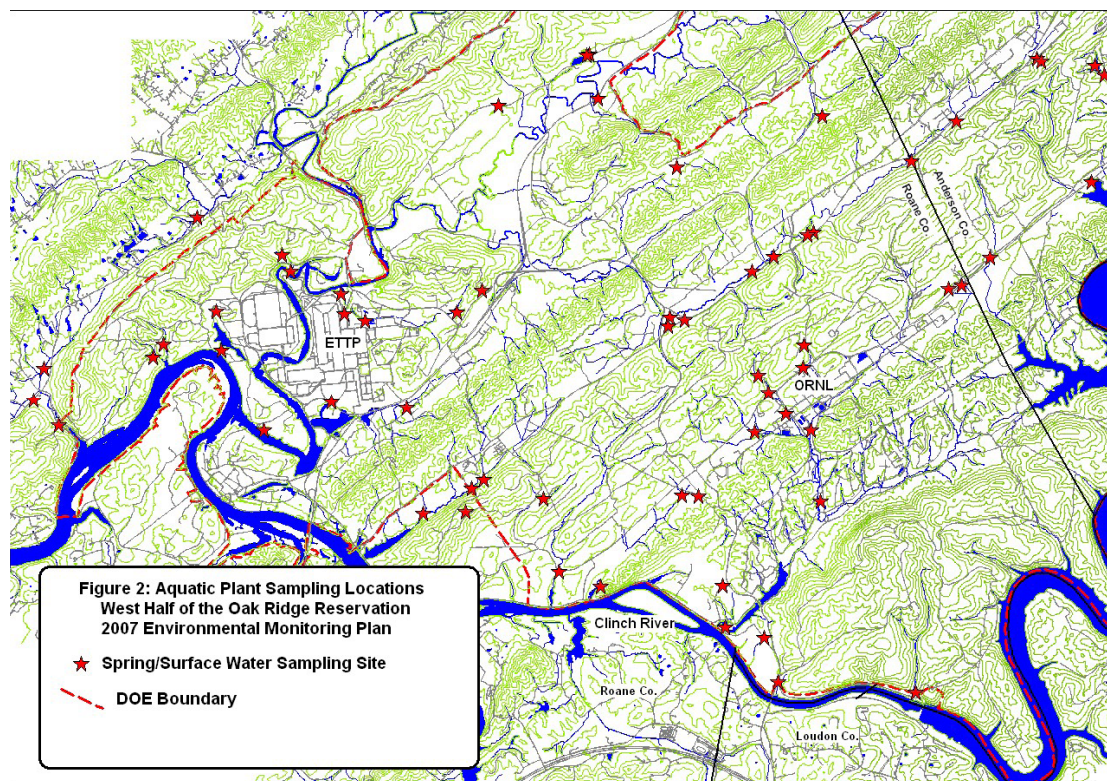 Anderson Co.
Roane Co.
ETTP
ORNL
Clinch River
Roane Co.
Loudon Co.
Figure 2: Aquatic Plant Sampling Locations
West Half of the Oak Ridge Reservation
2007 Environmental Monitoring Plan
Spring/Surface Water Sampling Site
DOE Boundary